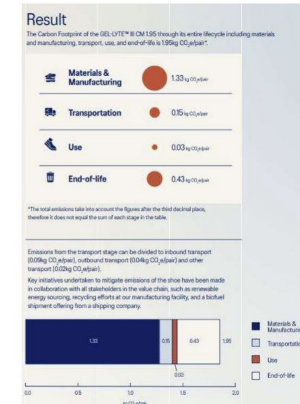 Result
The Carbon Footprint of the GEL-LYTE™ III CM 1.95 through its entire lifecycle including materials
and manufacturing, transport, use, and end-of-life is 1.95kg CO₂e/pair*.
Materials &
Manufacturing
1.33 kg CO₂e/pair
Transportation
0.15 kg CO₂e/pair
Use
0.03 kg CO₂e/pair
End-of-life
0.43 kg CO₂e/pair
*The total emissions take into account the figures after the third decimal place,
therefore it does not equal the sum of each stage in the table.
Emissions from the transport stage can be divided to inbound transport
(0.09kg CO₂e/pair), outbound transport (0.04kg CO₂e/pair) and other
transport (0.02kg CO₂e/pair).
Key initiatives undertaken to mitigate emissions of the shoe have been made
in collaboration with all stakeholders in the value chain, such as renewable
energy sourcing, recycling efforts at our manufacturing facility, and a biofuel
shipment offering from a shipping company.
1.33
0.15
0.43
1.95
0.03
0.0
0.5
1.0
1.5
2.0
Materials &
Manufacturing
Transportation
Use
End-of-life